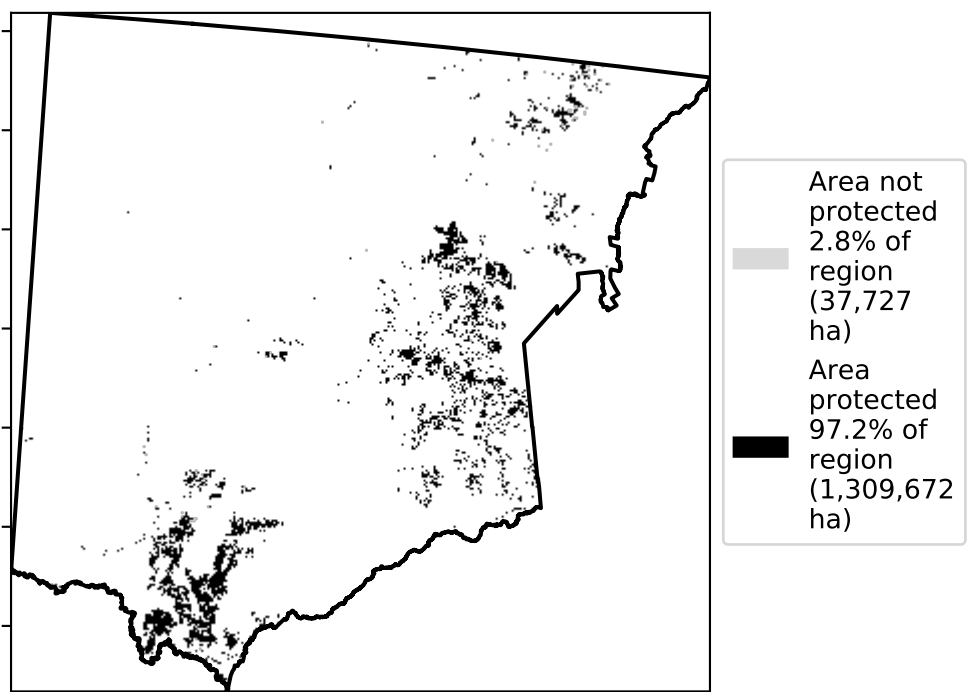 Area not
protected
2.8% of
region
(37,727
ha)
Area
protected
97.2% of
region
(1,309,672
ha)